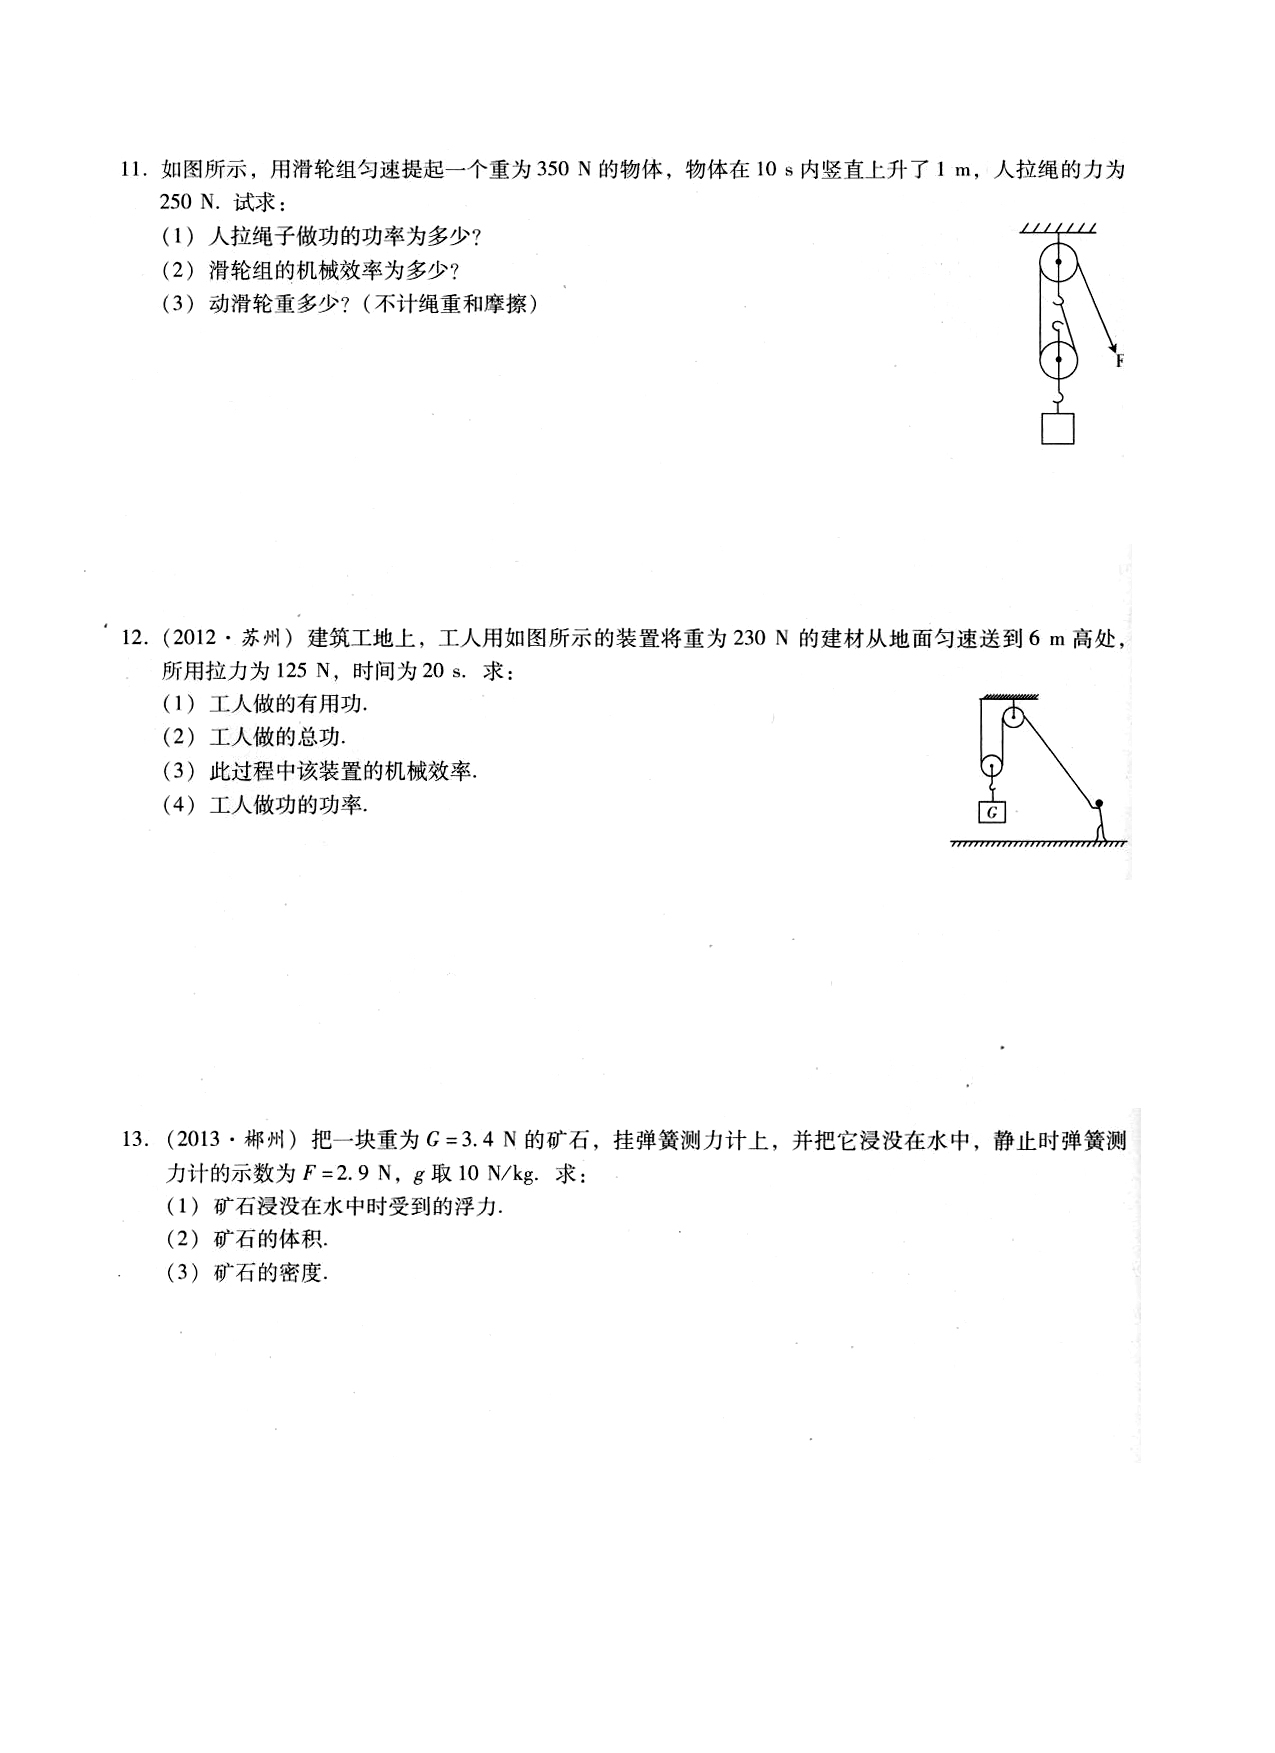 11. 如图所示，用滑轮组匀速提起一个重为 350 N 的物体，物体在 10 s 内竖直上升了 1 m，人拉绳的力为
250 N. 试求：
(1) 人拉绳子做功的功率为多少？
(2) 滑轮组的机械效率为多少？
(3) 动滑轮重多少？(不计绳重和摩擦)
F
12. (2012·苏州) 建筑工地上，工人用如图所示的装置将重为 230 N 的建材从地面匀速送到 6 m 高处，
所用拉力为 125 N，时间为 20 s. 求：
(1) 工人做的有用功.
(2) 工人做的总功.
(3) 此过程中该装置的机械效率.
(4) 工人做功的功率.
G
13. (2013·郴州) 把一块重为 G=3.4 N 的矿石，挂弹簧测力计上，并把它浸没在水中，静止时弹簧测
力计的示数为 F=2.9 N，g 取 10 N/kg. 求：
(1) 矿石浸没在水中时受到的浮力.
(2) 矿石的体积.
(3) 矿石的密度.